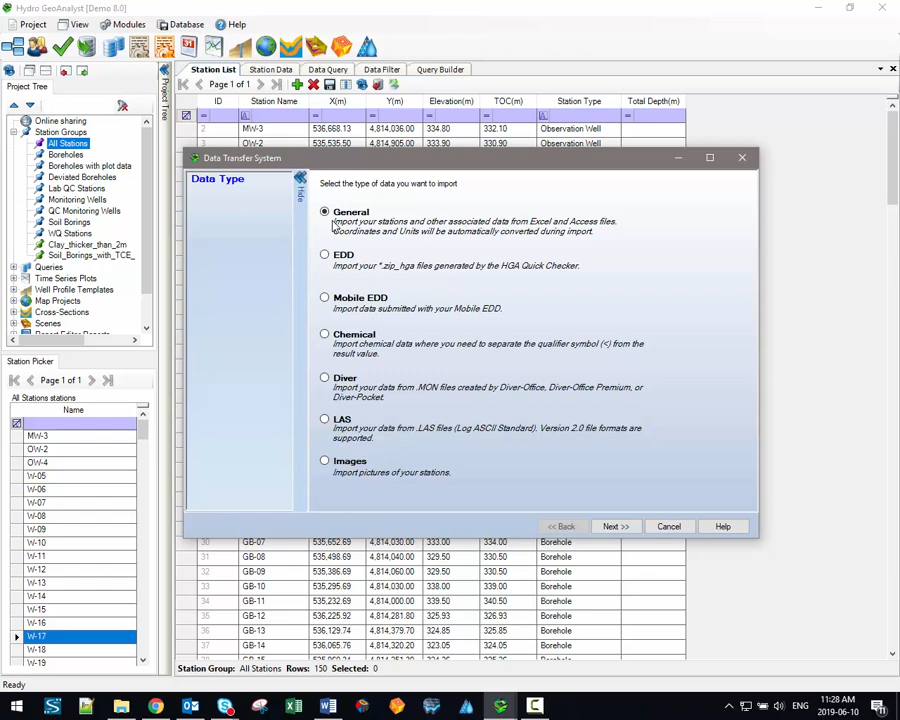 Hydro GeoAnalyst [Demo 8.0]
Project View Modules Database Help
Station List Station Data Data Query Data Filter Query Builder
Page 1 of 1
Project Tree
Project Tree
Online sharing
Station Groups
All Stations
Boreholes
Boreholes with plot data
Deviated Boreholes
Lab QC Stations
Monitoring Wells
QC Monitoring Wells
Soil Borings
WQ Stations
Clay_thicker_than_2m
Soil_Borings_with_TCE_
Queries
Time Series Plots
Well Profile Templates
Map Projects
Cross-Sections
Scenes
Station Picker
Page 1 of 1
All Stations stations
Name
MW-3
OW-2
OW-4
W-05
W-06
W-07
W-08
W-09
W-10
W-11
W-12
W-13
W-14
W-15
W-16
W-17
W-18
W-19
ID Station Name X(m) Y(m) Elevation(m) TOC(m) Station Type Total Depth(m)
2 MW-3 536,668.13 4,814,036.00 334.80 332.10 Observation Well
3 OW-2 535,535.50 4,814,905.00 333.90 Observation Well
Data Transfer System
Data Type
Hide
Select the type of data you want to import
General
Import your stations and other associated data from Excel and Access files.
Coordinates and Units will be automatically converted during import.
EDD
Import your *.zip_hga files generated by the HGA Quick Checker.
Mobile EDD
Import data submitted with your Mobile EDD.
Chemical
Import chemical data where you need to separate the qualifier symbol (<) from the
result value.
Diver
Import your data from .MON files created by Diver-Office, Diver-Office Premium, or
Diver-Pocket.
LAS
Import your data from .LAS files (Log ASCII Standard). Version 2.0 file formats are
supported.
Images
Import pictures of your stations.
<< Back Next >> Cancel Help
30 GB-07 535,652.69 4,814,030.00 333.00 334.00 Borehole
31 GB-08 535,498.69 4,814,040.00 329.50 330.50 Borehole
32 GB-09 535,386.69 4,814,060.00 329.50 330.50 Borehole
33 GB-10 535,295.69 4,814,030.00 338.00 339.00 Borehole
34 GB-11 535,232.69 4,814,000.00 339.50 340.50 Borehole
35 GB-12 536,225.92 4,814,281.80 325.93 326.93 Borehole
36 GB-13 536,129.74 4,814,379.70 324.85 325.85 Borehole
37 GB-14 536,065.76 4,814,320.20 323.05 324.05 Borehole
Station Group: All Stations Rows: 150 Selected: 0
Ready
ENG
11:28 AM
2019-06-10